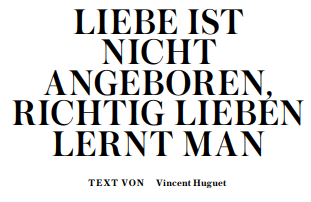 LIEBE IST
NICHT
ANGEBOREN,
RICHTIG LIEBEN
LERNT MAN
TEXT VON Vincent Huguet